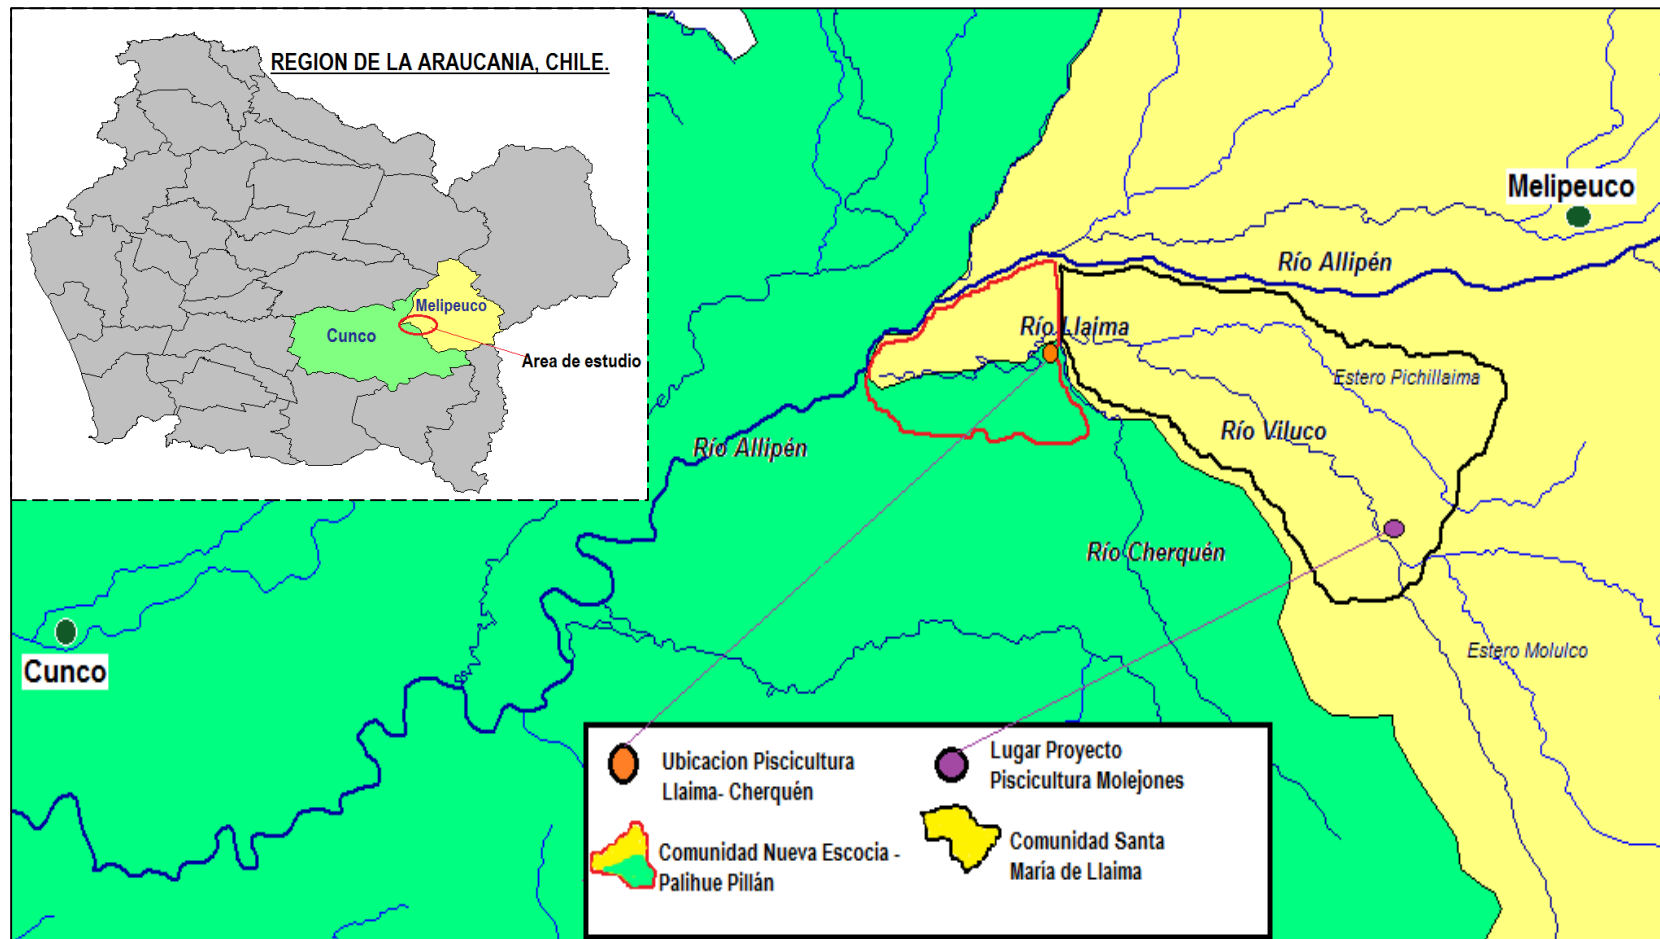 REGION DE LA ARAUCANIA, CHILE.
Melipeuco
Cunco
Area de estudio
Melipeuco
Río Allipén
Río Llaima
Estero Pichillaima
Río Viluco
Río Allipén
Río Cherquén
Estero Molulco
Cunco
Ubicacion Piscicultura
Llaima- Cherquén
Lugar Proyecto
Piscicultura Molejones
Comunidad Nueva Escocia -
Palihue Pillán
Comunidad Santa
María de Llaima